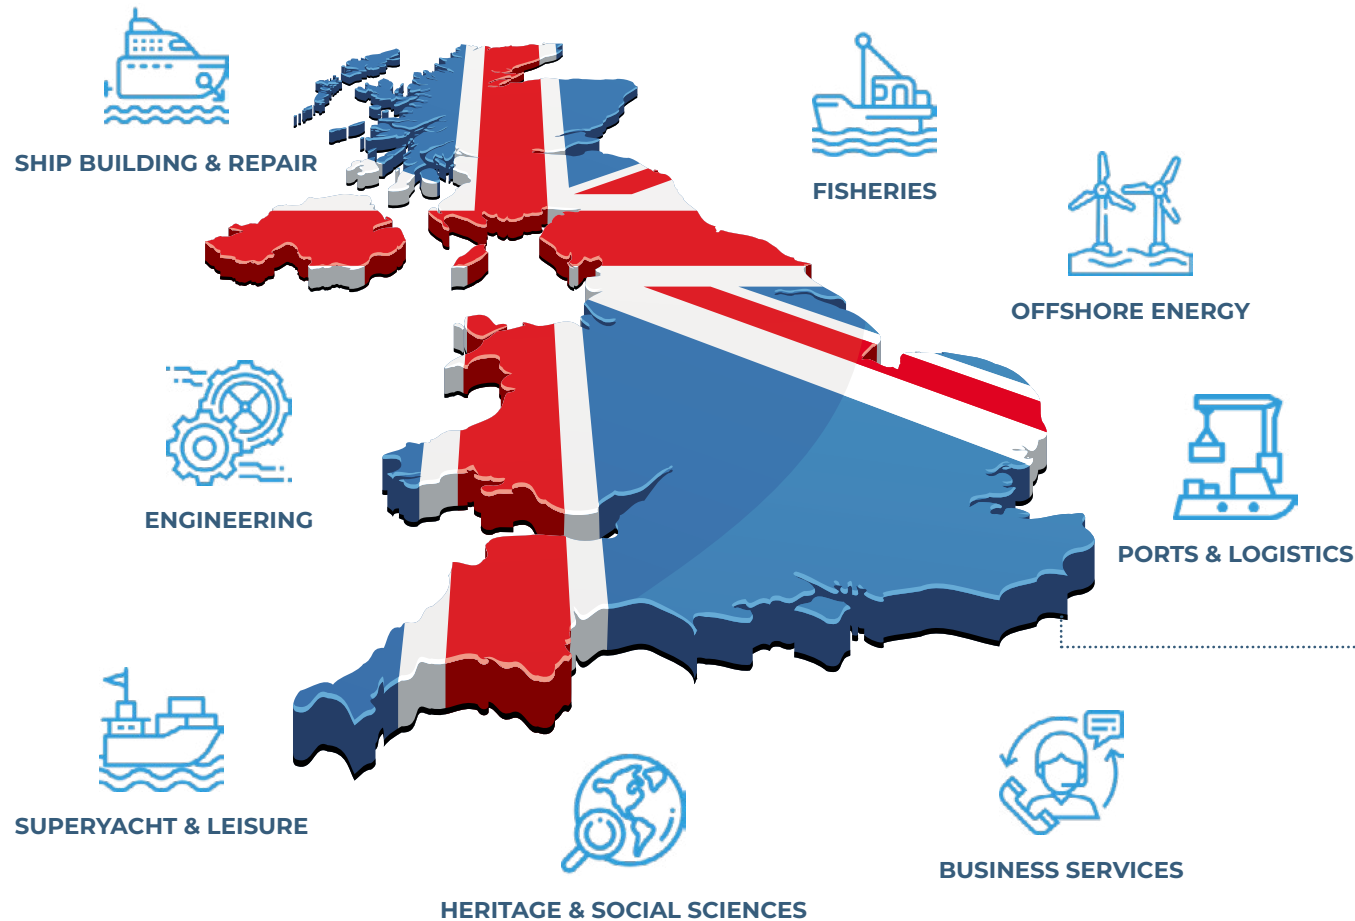 SHIP BUILDING & REPAIR
FISHERIES
OFFSHORE ENERGY
ENGINEERING
PORTS & LOGISTICS
SUPERYACHT & LEISURE
BUSINESS SERVICES
HERITAGE & SOCIAL SCIENCES